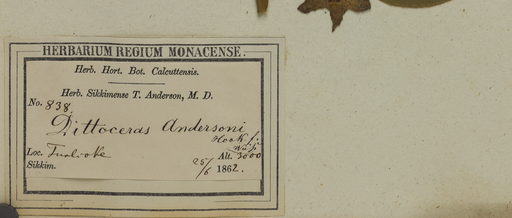 HERBARIUM REGIUM MONACENSE.
Herb. Hort. Bot. Calcuttensis.
Herb. Sikkimense T. Anderson, M. D.
No. 838.
Pittoceras Andersoni
Hook. f.
Loc. Alt. 3000
Sikkim. 25/6 1862.